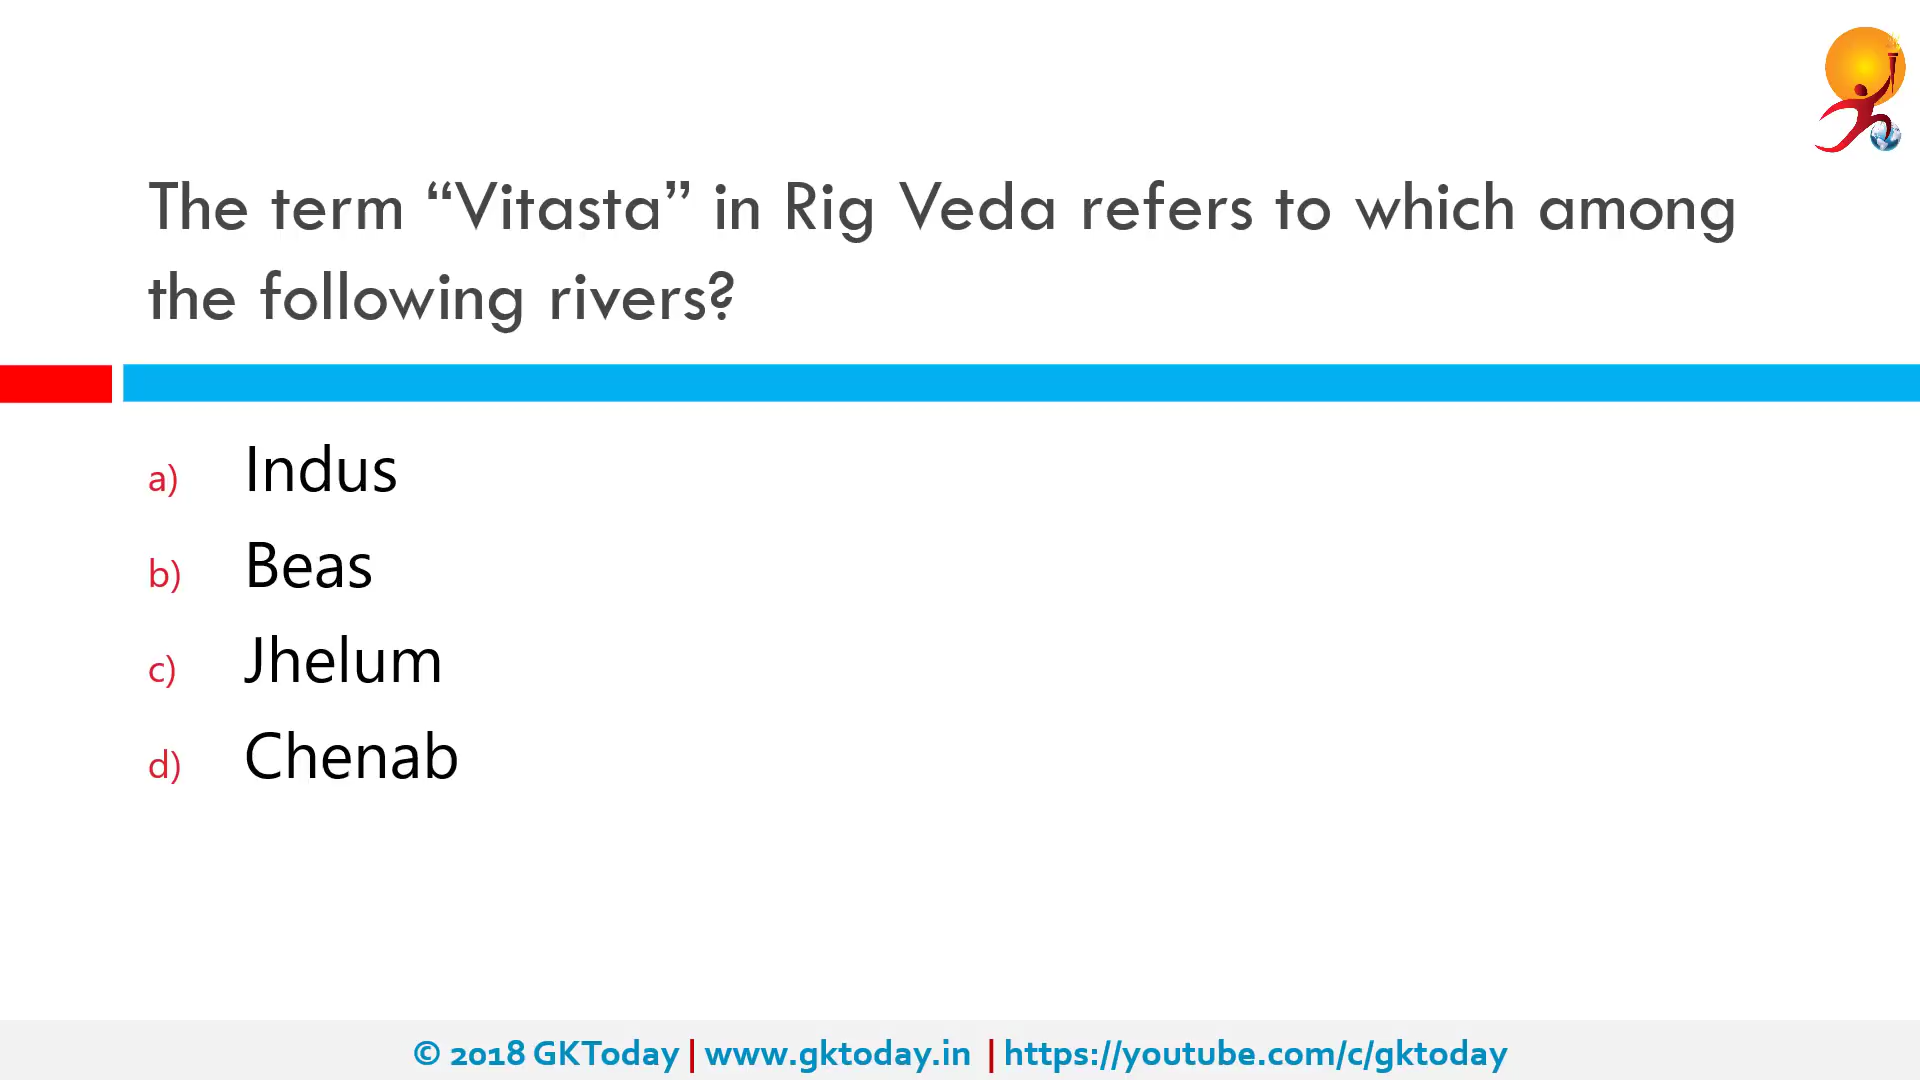 The term “Vitasta” in Rig Veda refers to which among
the following rivers?
a) Indus
b) Beas
c) Jhelum
d) Chenab
© 2018 GKToday | www.gktoday.in | https://youtube.com/c/gktoday